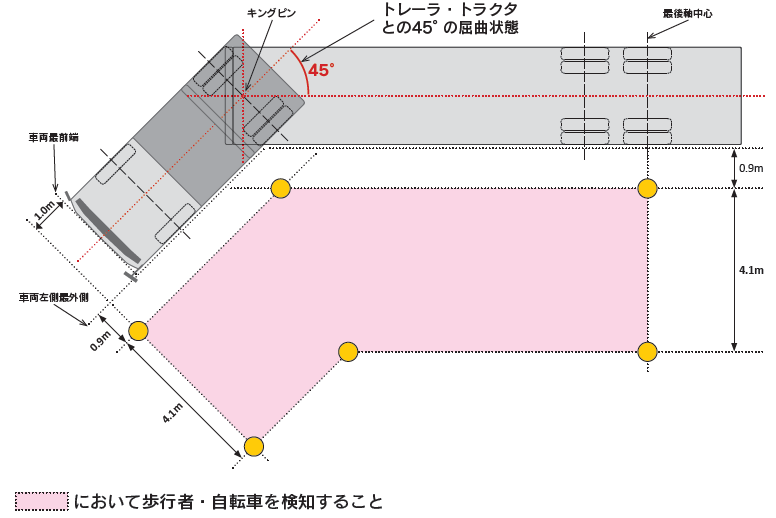 キングピン
トレーラ・トラクタ
との45°の屈曲状態
最後軸中心
45°
車両最前端
0.9m
1.0m
4.1m
車両左側最外側
0.9m
4.1m
において歩行者・自転車を検知すること